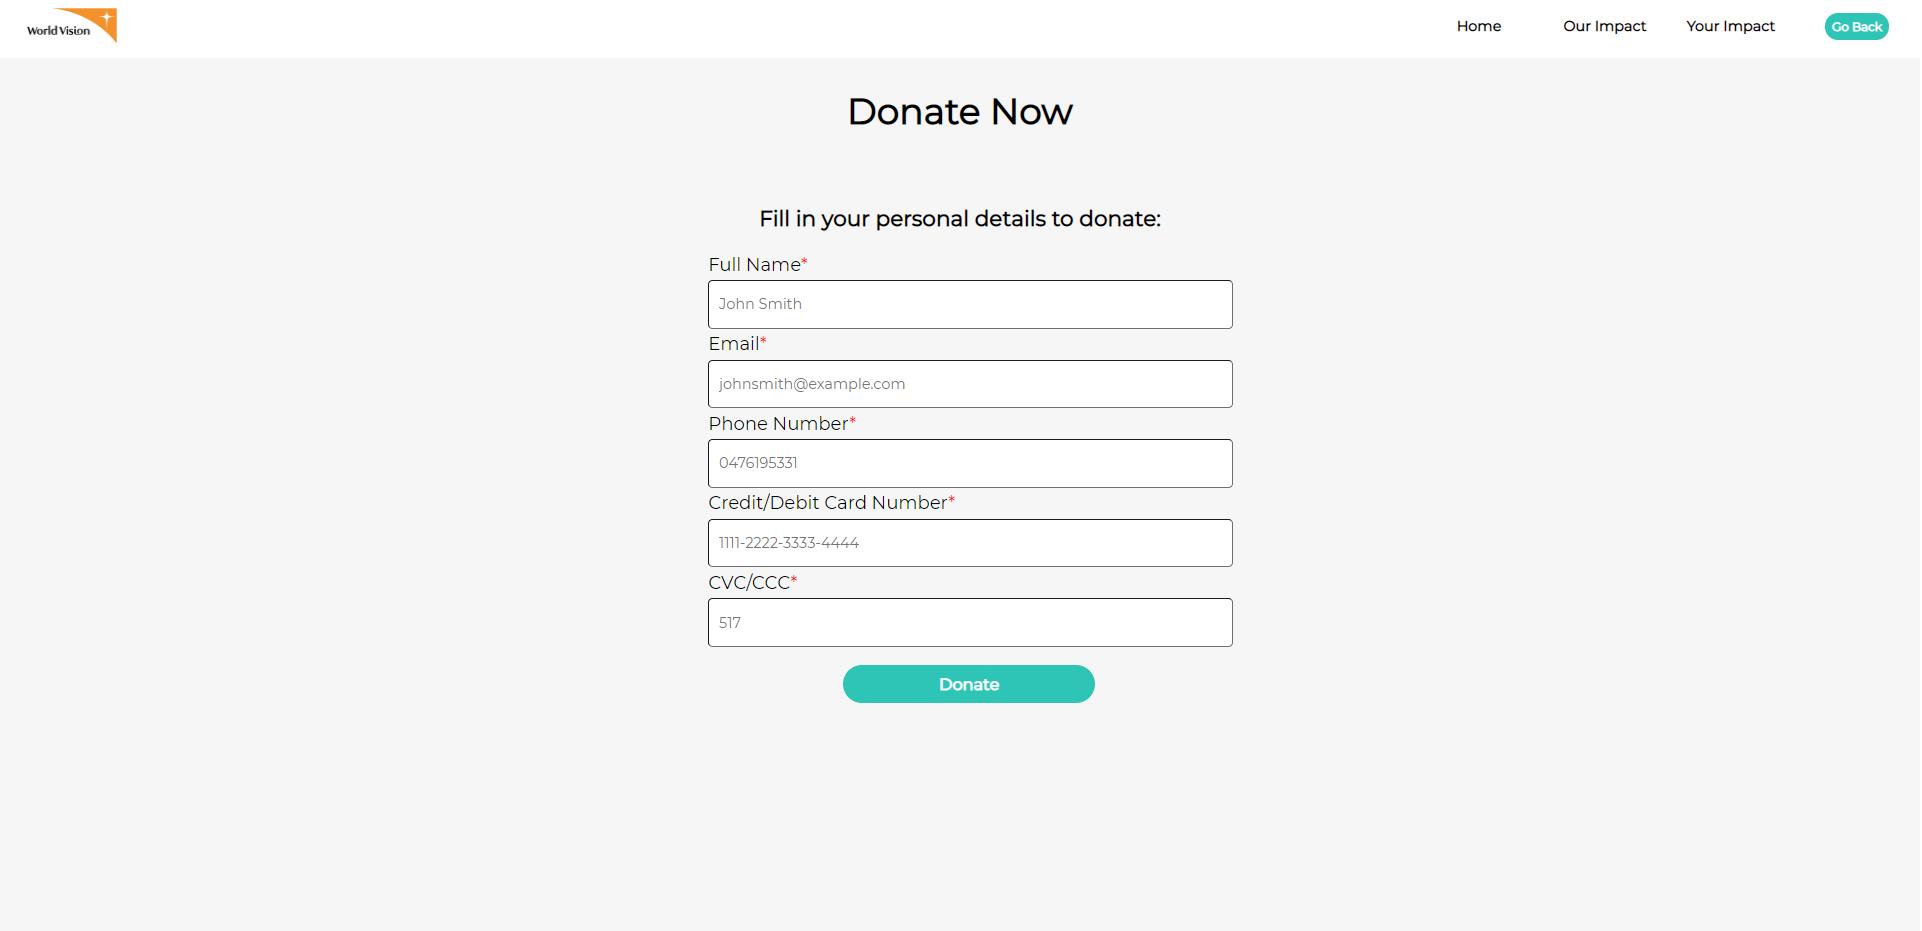 World Vision
Home
Our Impact
Your Impact
Go Back
Donate Now
Fill in your personal details to donate:
Full Name*
John Smith
Email*
johnsmith@example.com
Phone Number*
0476195331
Credit/Debit Card Number*
1111-2222-3333-4444
CVC/CCC*
517
Donate